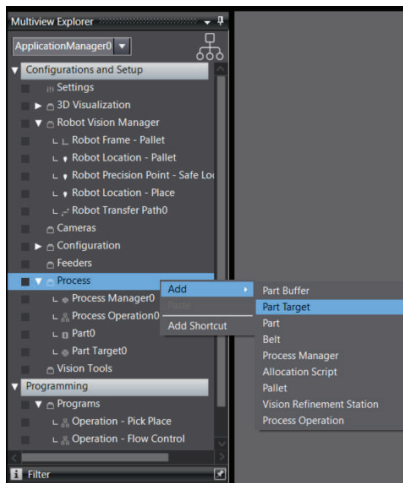 Multiview Explorer
ApplicationManager0
Configurations and Setup
Settings
3D Visualization
Robot Vision Manager
Robot Frame - Pallet
Robot Location - Pallet
Robot Precision Point - Safe Loc
Robot Location - Place
Robot Transfer Path0
Cameras
Configuration
Feeders
Process
Process Manager0
Process Operation0
Part0
Part Target0
Vision Tools
Programming
Programs
Operation - Pick Place
Operation - Flow Control
Filter
Add
Add Shortcut
Part Buffer
Part Target
Part
Belt
Process Manager
Allocation Script
Pallet
Vision Refinement Station
Process Operation